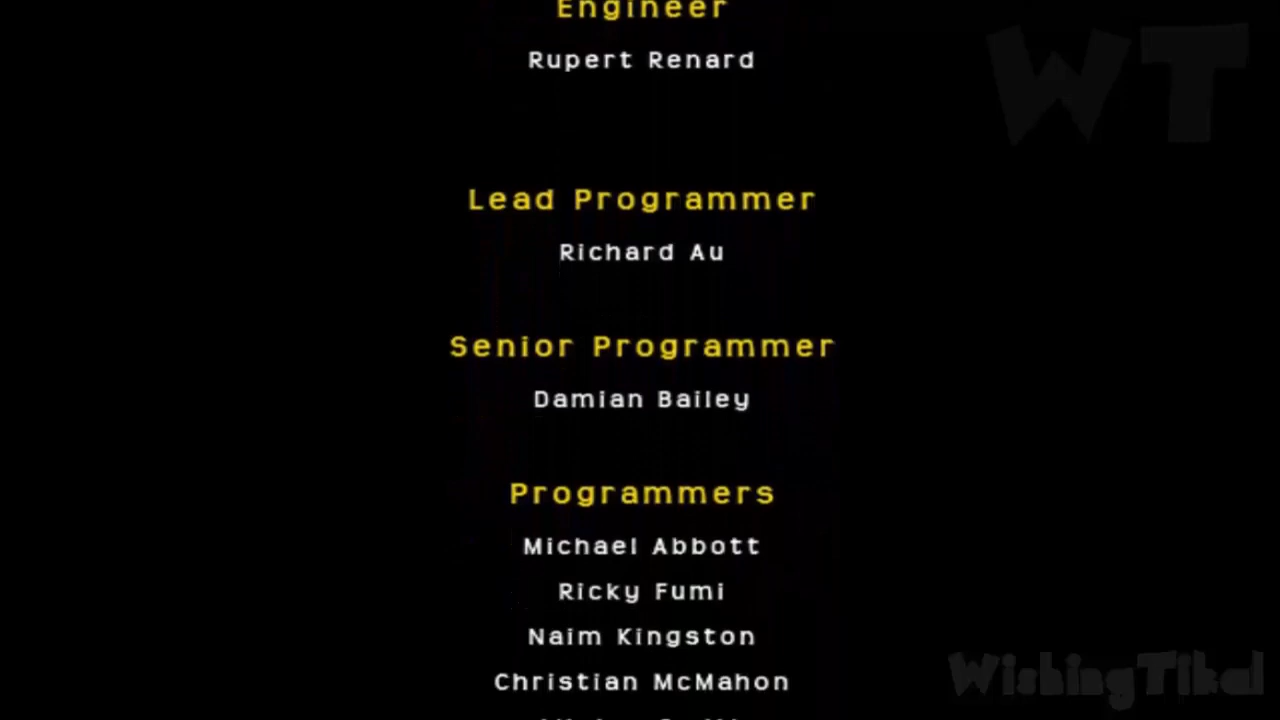 Engineer
Rupert Renard
WT
Lead Programmer
Richard Au
Senior Programmer
Damian Bailey
Programmers
Michael Abbott
Ricky Fumi
Naim Kingston
Christian McMahon
WishingTikal